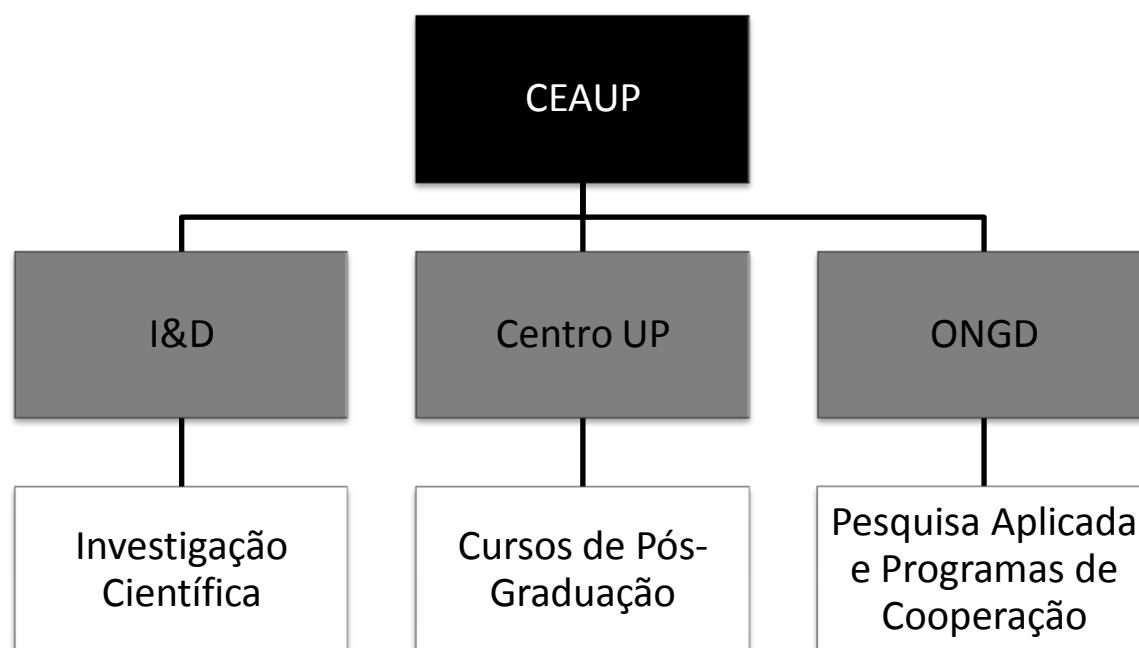 CEAUP
I&D
Centro UP
ONGD
Investigação
Científica
Cursos de Pós-
Graduação
Pesquisa Aplicada
e Programas de
Cooperação